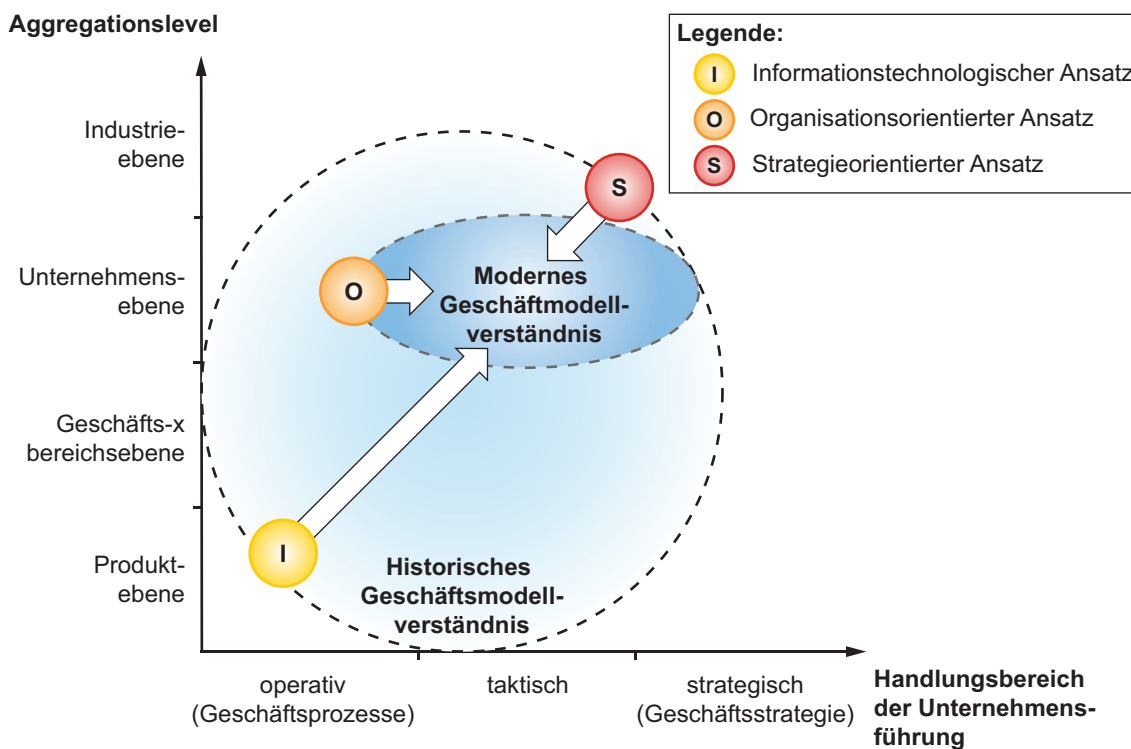 Aggregationslevel
Legende:
I
Informationstechnologischer Ansatz
O
Organisationsorientierter Ansatz
S
Strategieorientierter Ansatz
Industrie-
ebene
S
Unternehmens-
ebene
O
Modernes
Geschäftmodell-
verständnis
Geschäfts-x
bereichsebene
I
Produkt-
ebene
Historisches
Geschäftsmodell-
verständnis
operativ
(Geschäftsprozesse)
taktisch
strategisch
(Geschäftsstrategie)
Handlungsbereich
der Unternehmens-
führung